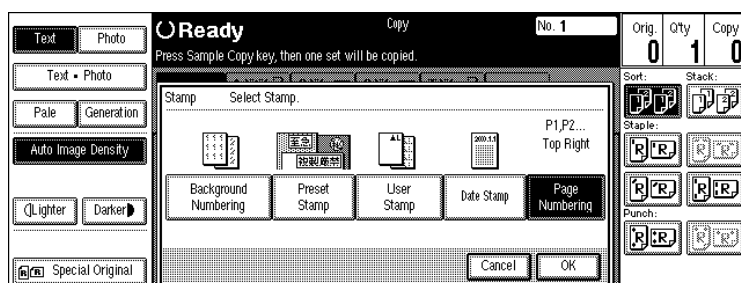 Text
Photo
Text · Photo
Pale
Generation
Auto Image Density
Lighter
Darker
Special Original
Ready
Copy
No. 1
Press Sample Copy key, then one set will be copied.
Stamp
Select Stamp.
P1,P2...
Top Right
Background
Numbering
Preset
Stamp
User
Stamp
Date Stamp
Page
Numbering
Cancel
OK
Orig.
Q'ty
Copy
0
1
0
Sort:
Stack:
Staple:
Punch: